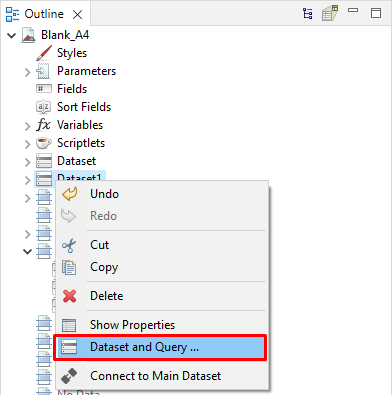 Outline
Blank_A4
Styles
Parameters
Fields
Sort Fields
Variables
Scriptlets
Dataset
Dataset1
Undo
Redo
Cut
Copy
Delete
Show Properties
Dataset and Query ...
Connect to Main Dataset
No Data